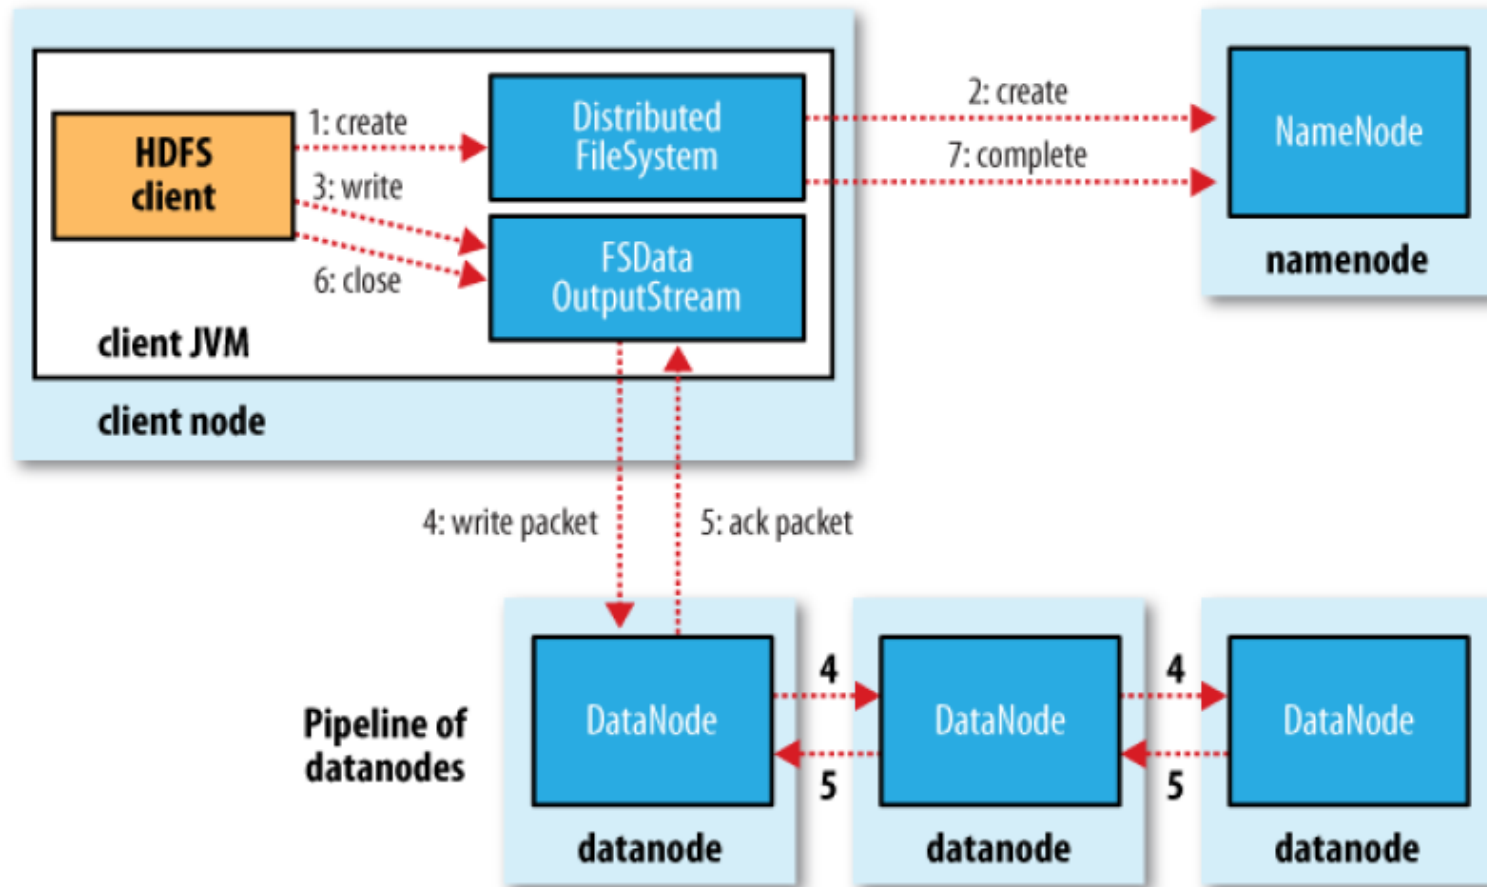 1: create
HDFS
client
3: write
6: close
Distributed
FileSystem
FSData
OutputStream
client JVM
client node
2: create
7: complete
NameNode
namenode
4: write packet
5: ack packet
Pipeline of
datanodes
DataNode
datanode
4
5
DataNode
datanode
4
5
DataNode
datanode